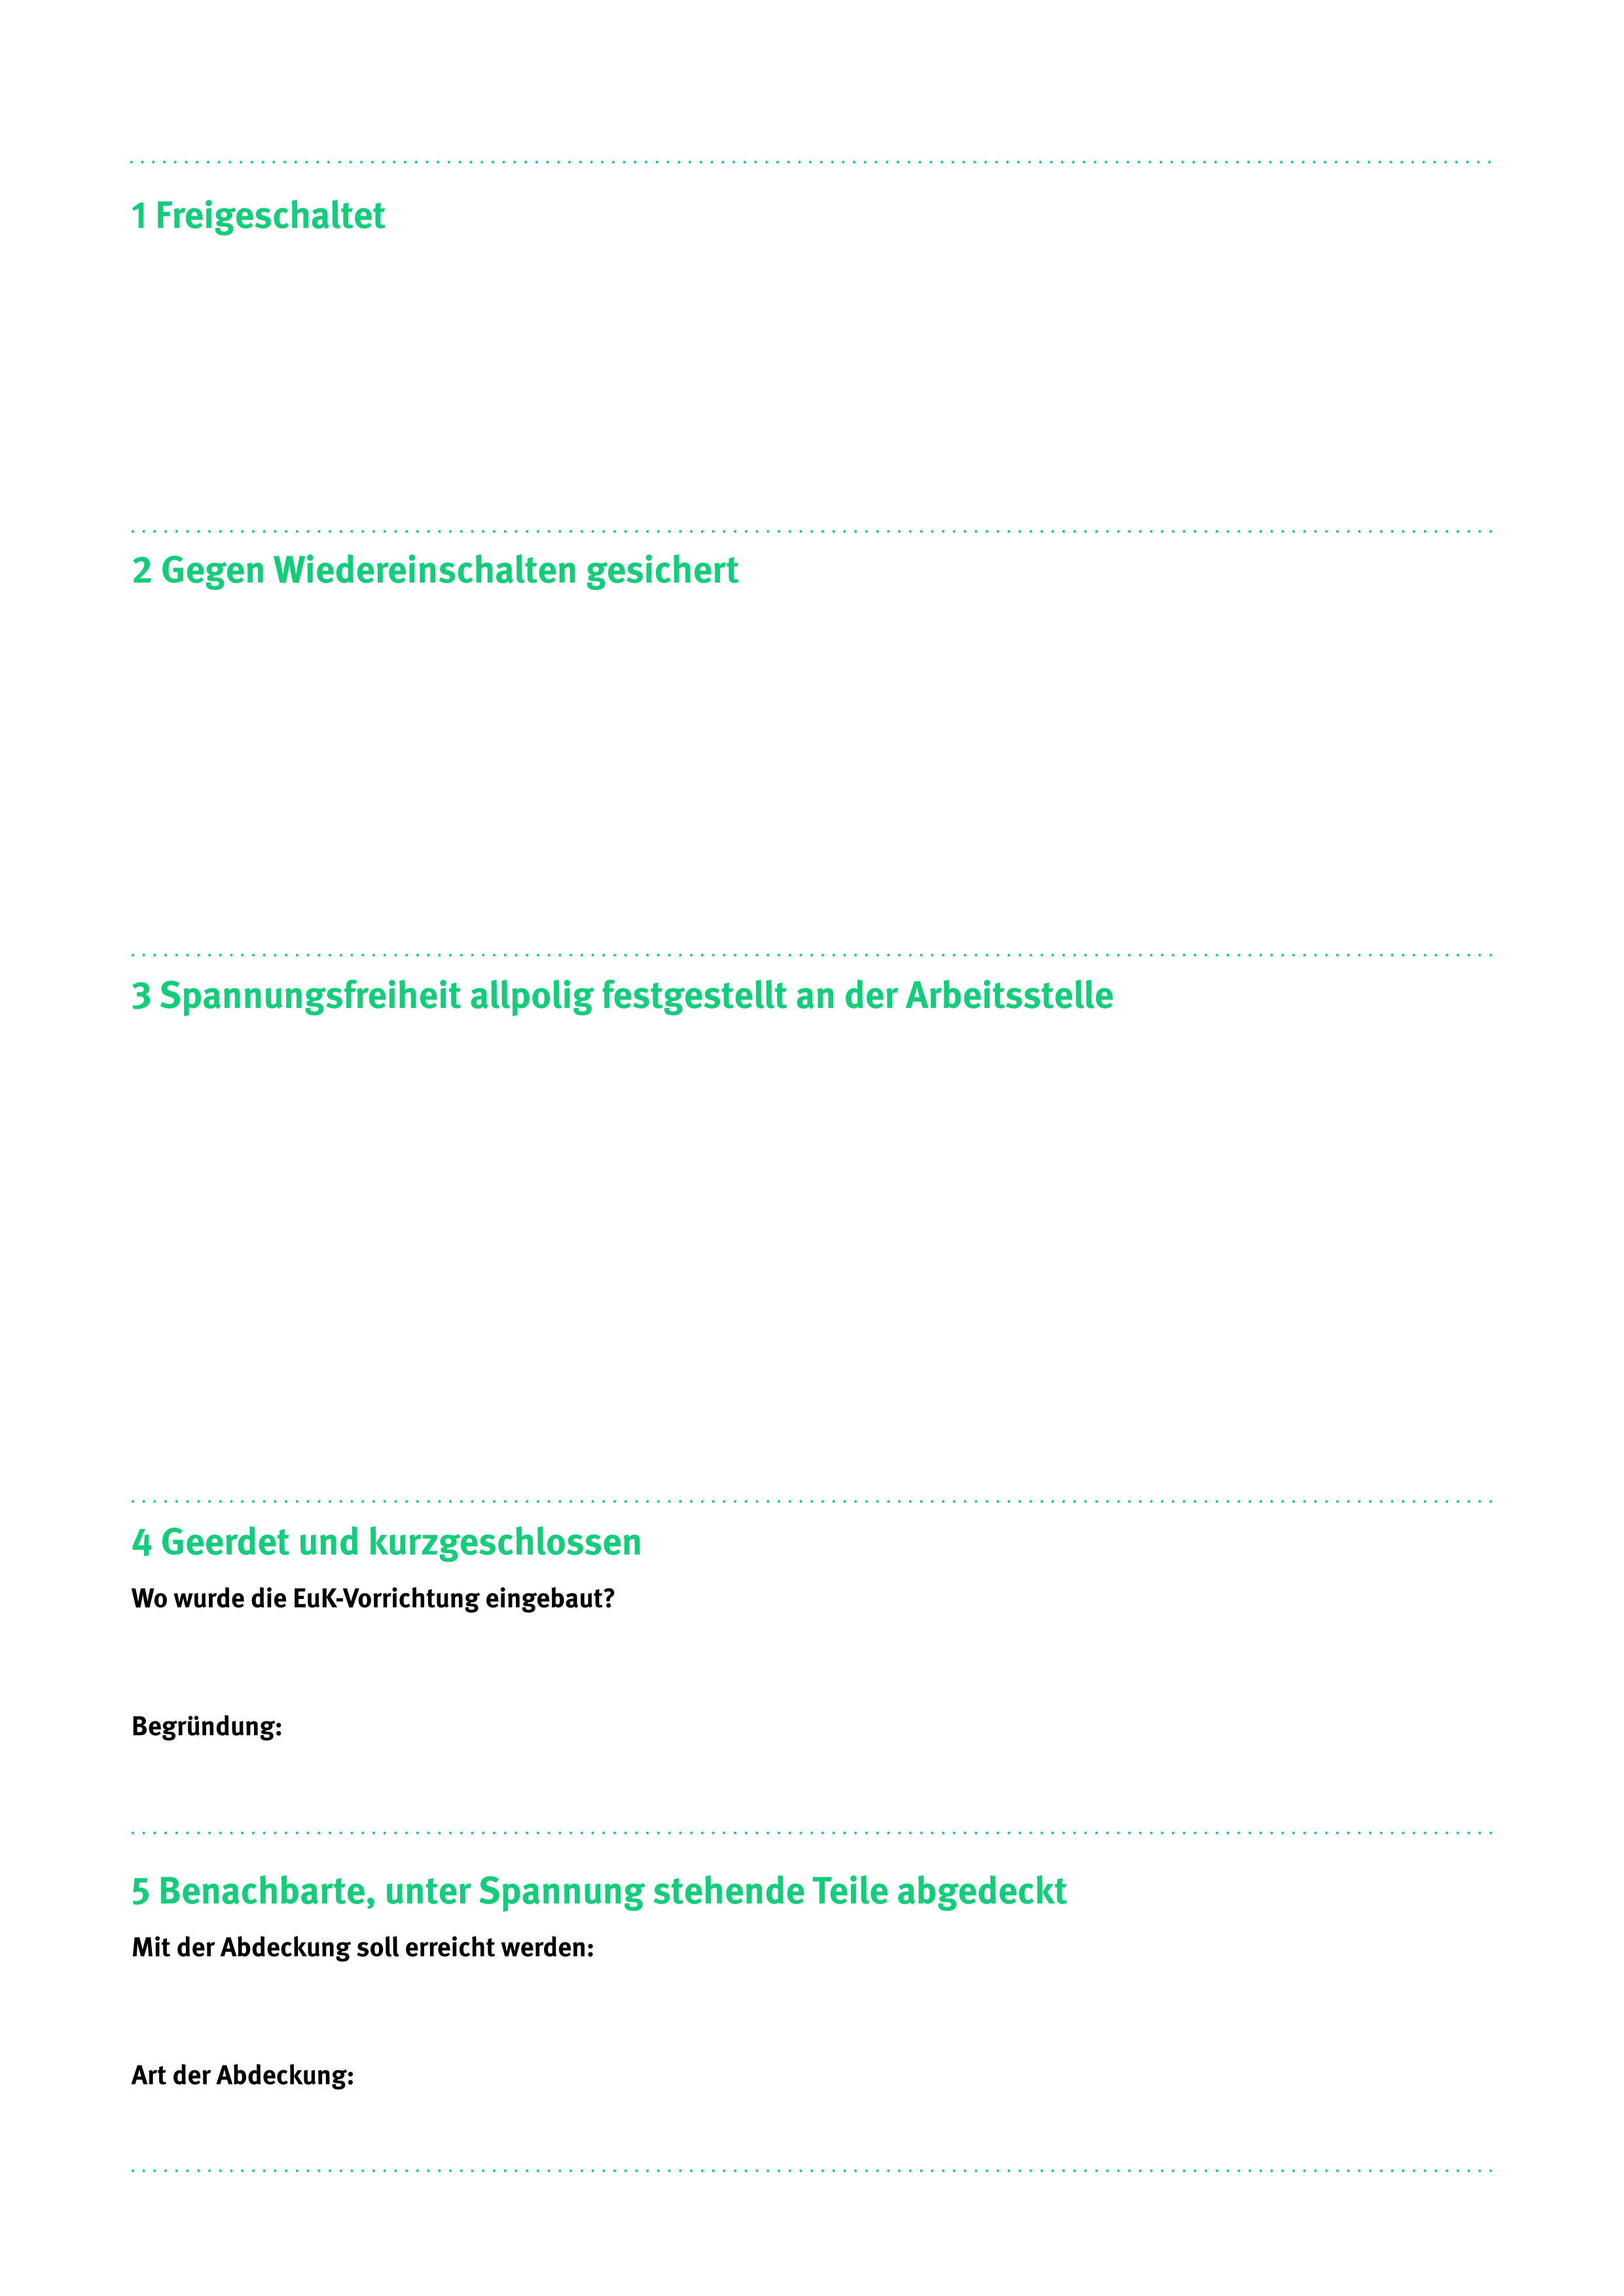 1 Freigeschaltet
2 Gegen Wiedereinschalten gesichert
3 Spannungsfreiheit allpolig festgestellt an der Arbeitsstelle
4 Geerdet und kurzgeschlossen
Wo wurde die EuK-Vorrichtung eingebaut?
Begründung:
5 Benachbarte, unter Spannung stehende Teile abgedeckt
Mit der Abdeckung soll erreicht werden:
Art der Abdeckung: